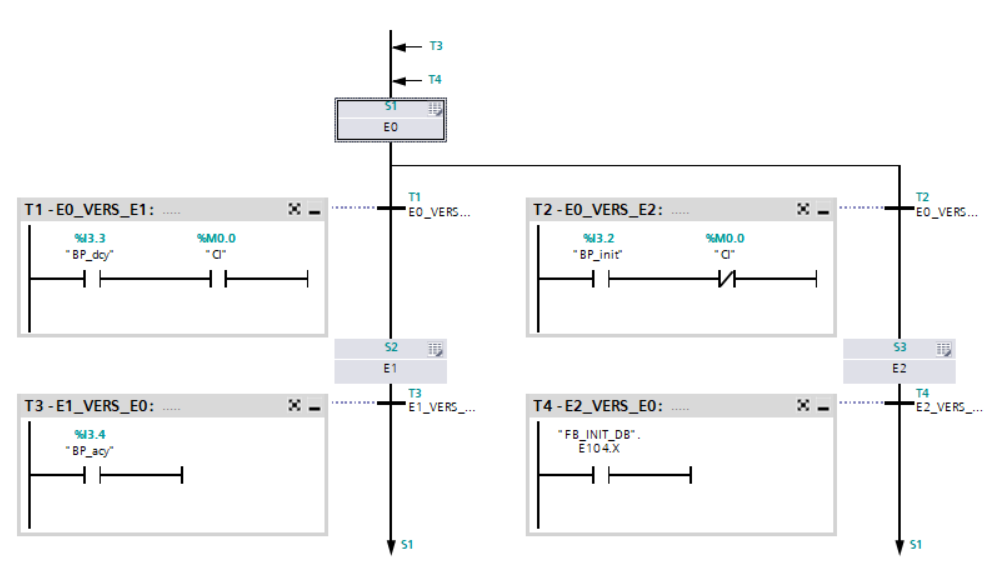 T3
T4
S1
E0
T1 - E0_VERS_E1: .....
T1
E0_VERS...
%I3.3
"BP_dcy"
%M0.0
"CI"
T2 - E0_VERS_E2: .....
T2
E0_VERS...
%I3.2
"BP_init"
%M0.0
"CI"
S2
E1
S3
E2
T3 - E1_VERS_E0: .....
T3
E1_VERS_...
%I3.4
"BP_acy"
T4 - E2_VERS_E0: .....
T4
E2_VERS_...
"FB_INIT_DB".
E104.X
S1
S1